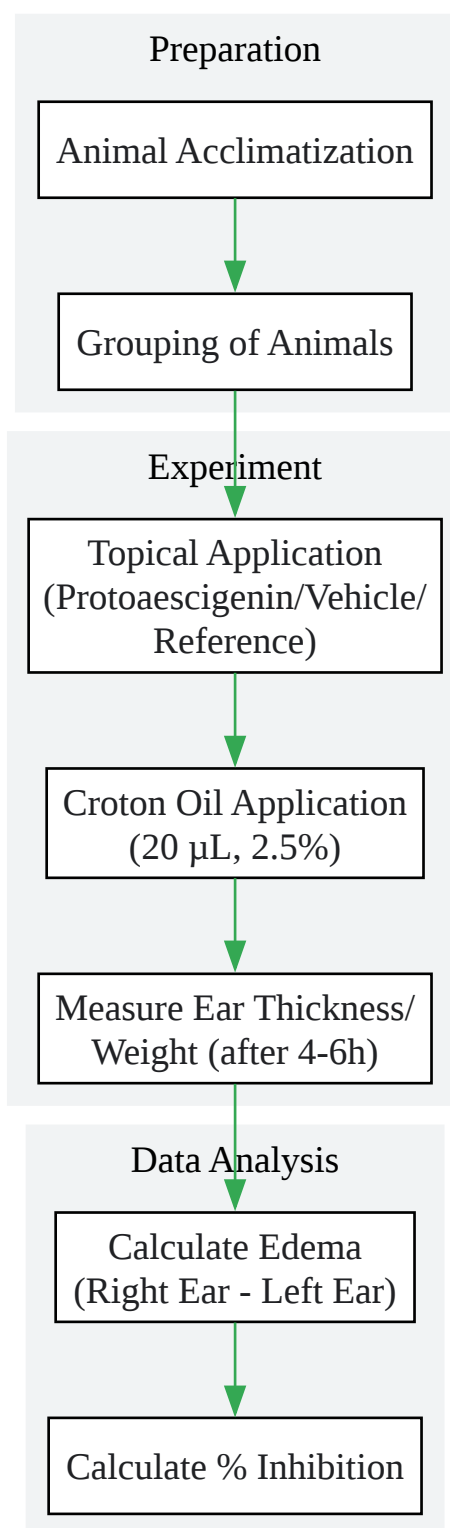 Preparation
Animal Acclimatization
Grouping of Animals
Experiment
Topical Application
(Protoaescigenin/Vehicle/
Reference)
Croton Oil Application
(20 µL, 2.5%)
Measure Ear Thickness/
Weight (after 4-6h)
Data Analysis
Calculate Edema
(Right Ear - Left Ear)
Calculate % Inhibition